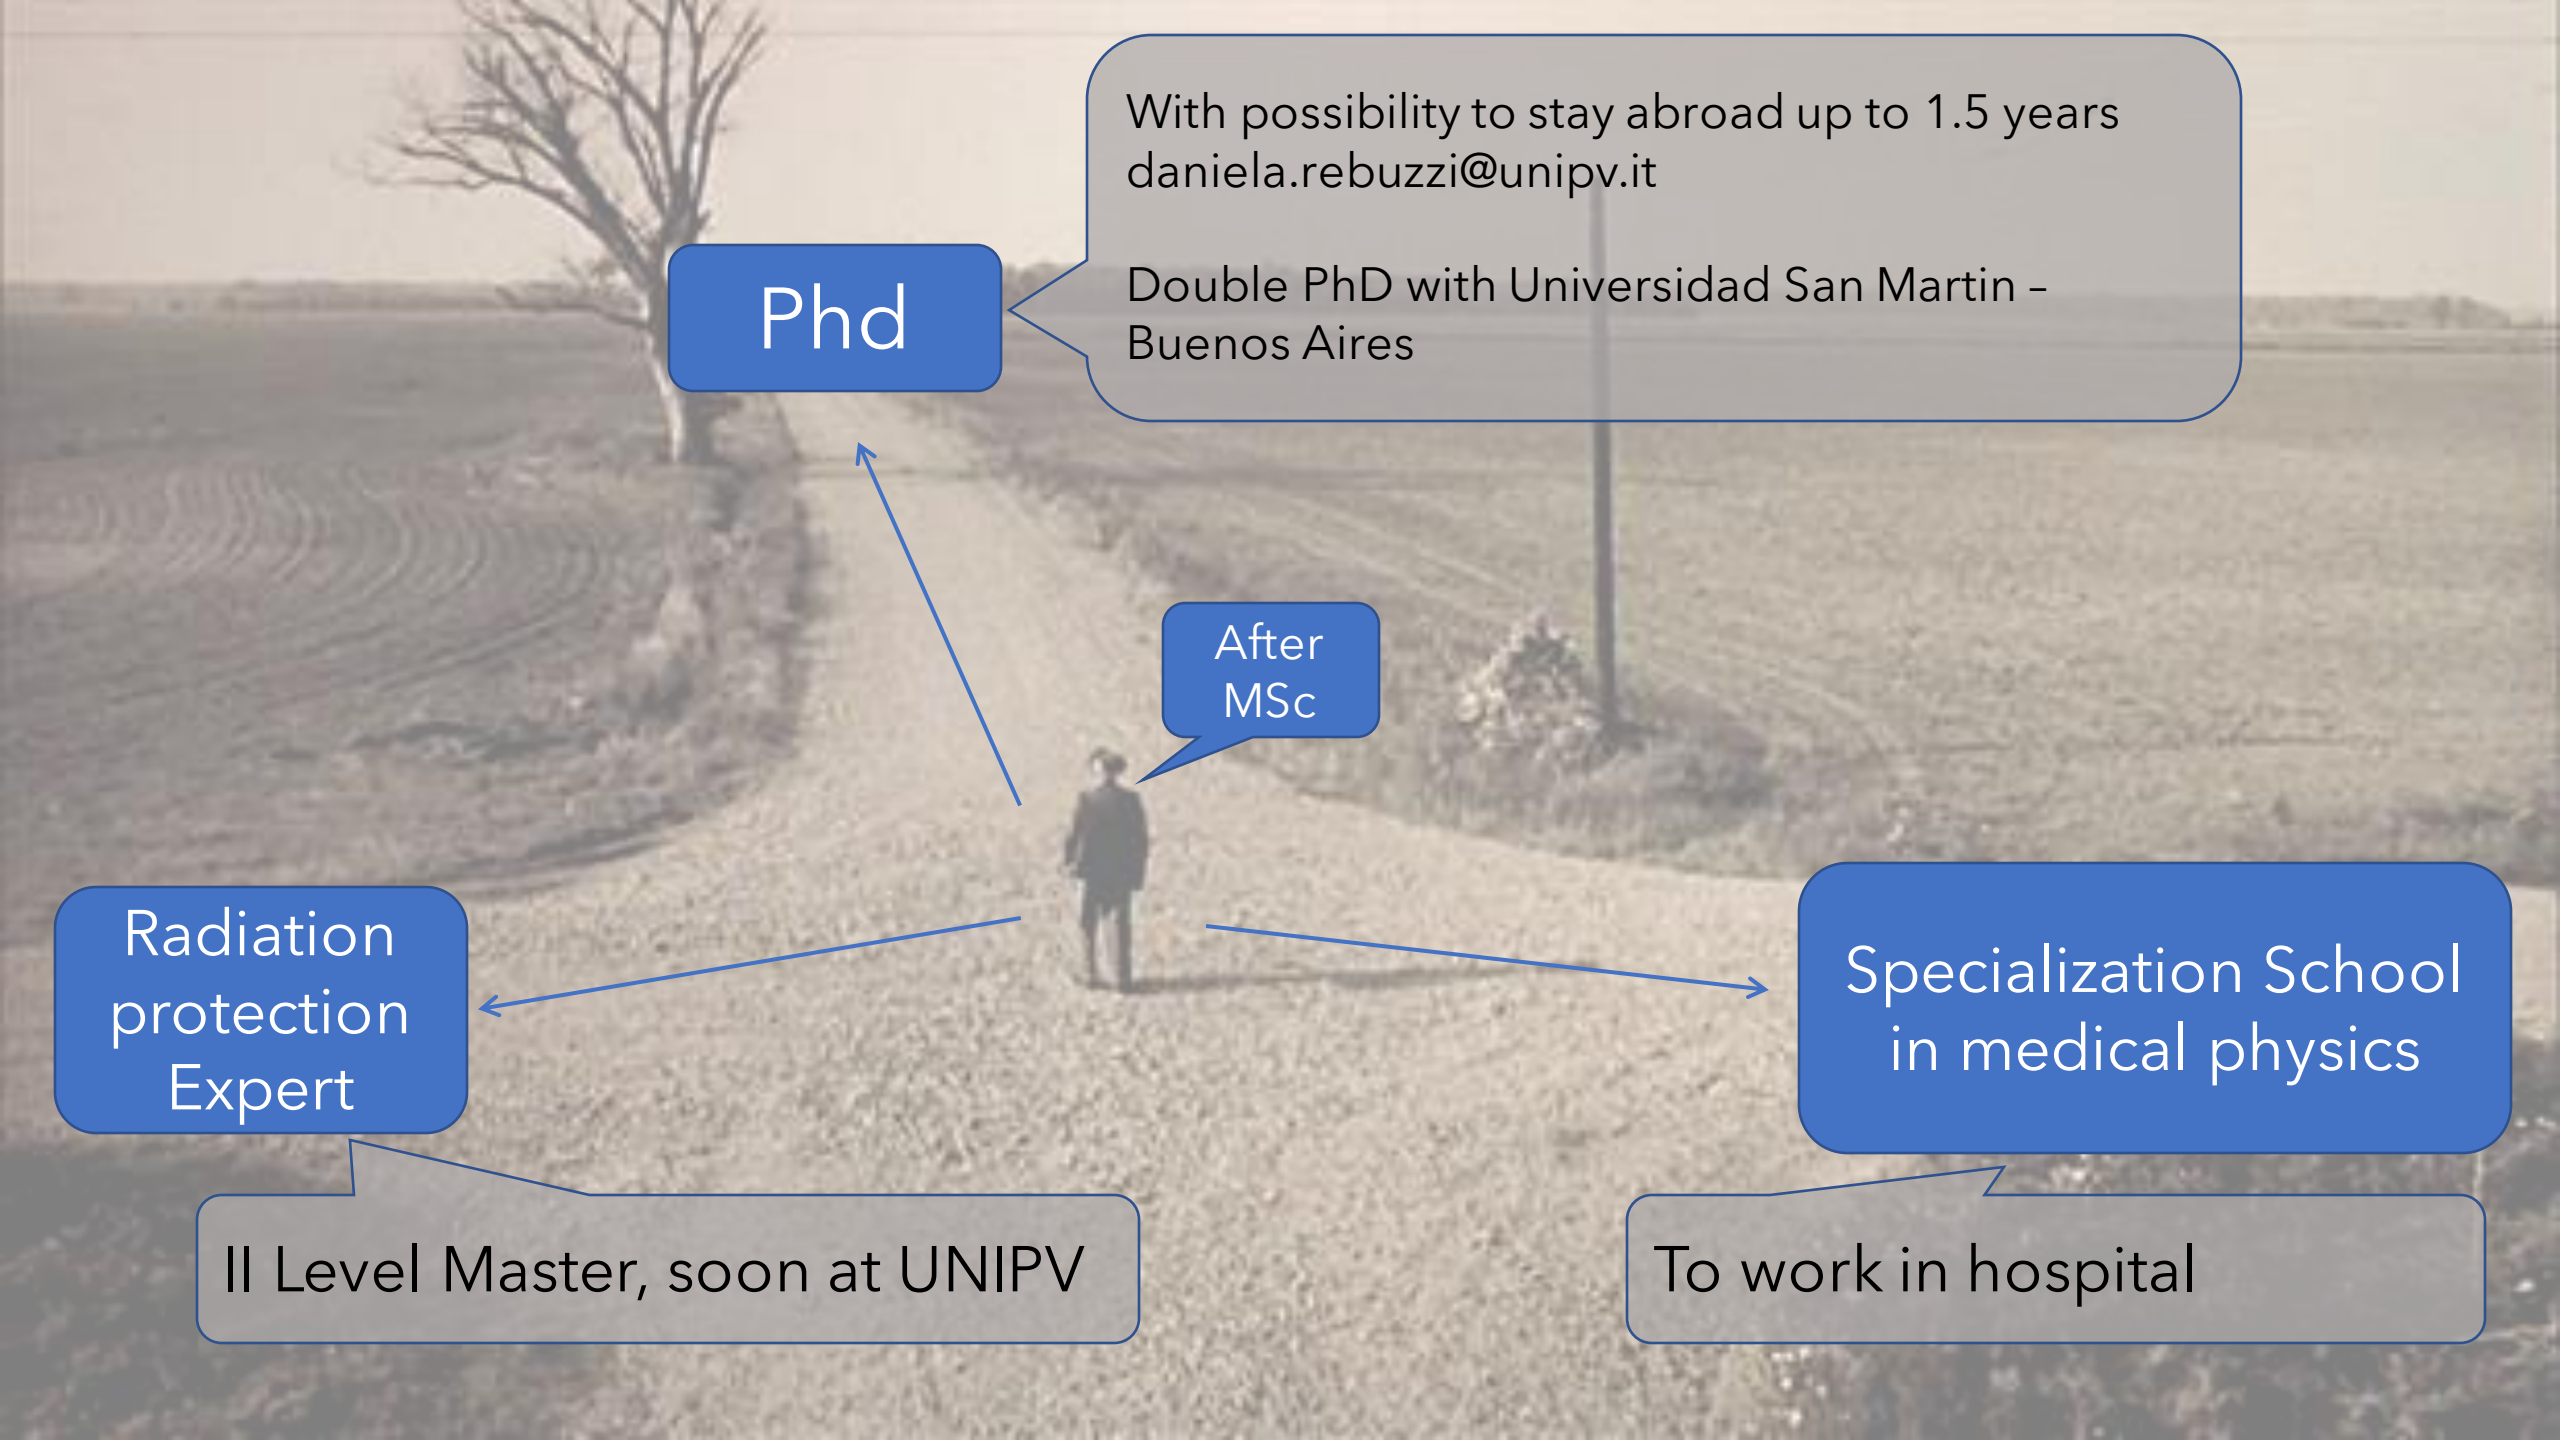 With possibility to stay abroad up to 1.5 years
daniela.rebuzzi@unipv.it
Double PhD with Universidad San Martin –
Buenos Aires
Phd
After
MSc
Radiation
protection
Expert
Specialization School
in medical physics
II Level Master, soon at UNIPV
To work in hospital